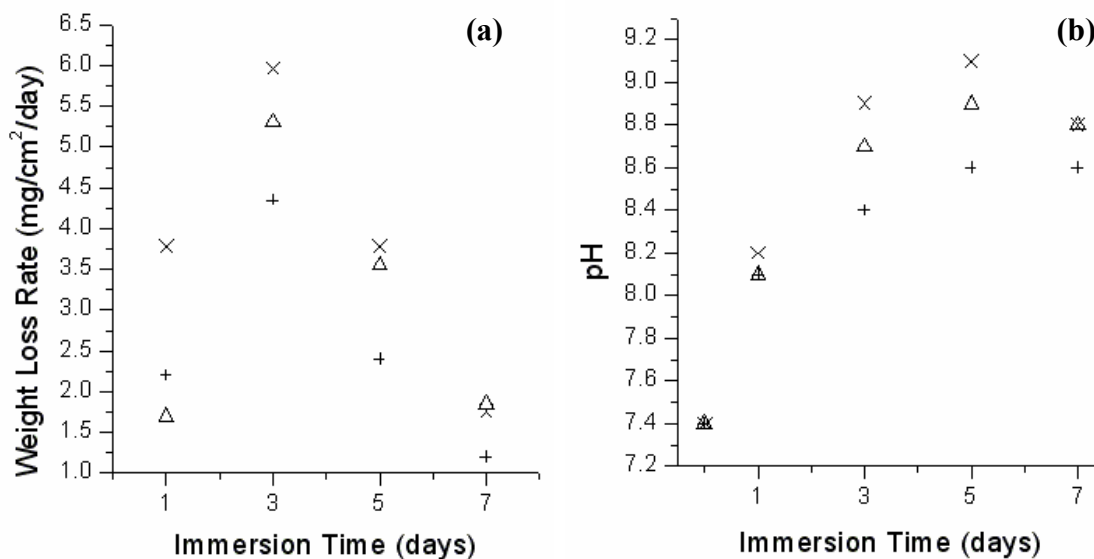 (a)
Weight Loss Rate (mg/cm²/day)
6.5
6.0
5.5
5.0
4.5
4.0
3.5
3.0
2.5
2.0
1.5
1.0
1 3 5 7
Immersion Time (days)
(b)
pH
9.2
9.0
8.8
8.6
8.4
8.2
8.0
7.8
7.6
7.4
7.2
1 3 5 7
Immersion Time (days)